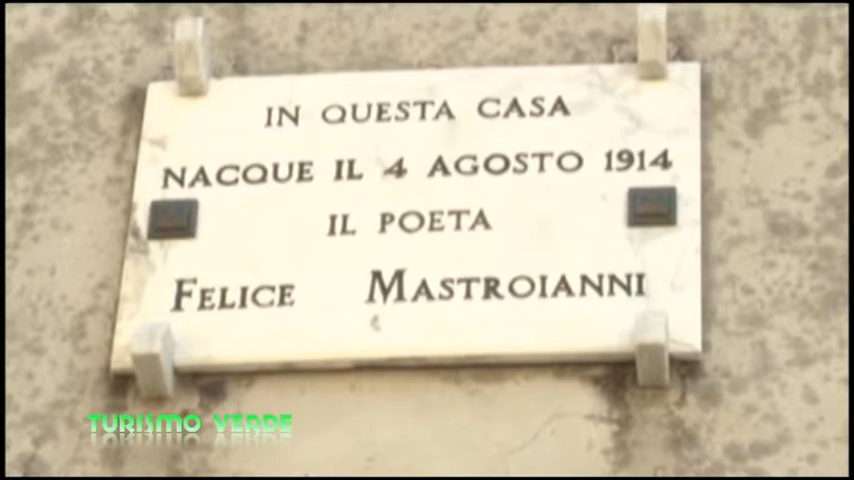 IN QUESTA CASA
NACQUE IL 4 AGOSTO 1914
IL POETA
FELICE MASTROIANNI
TURISMO VERDE